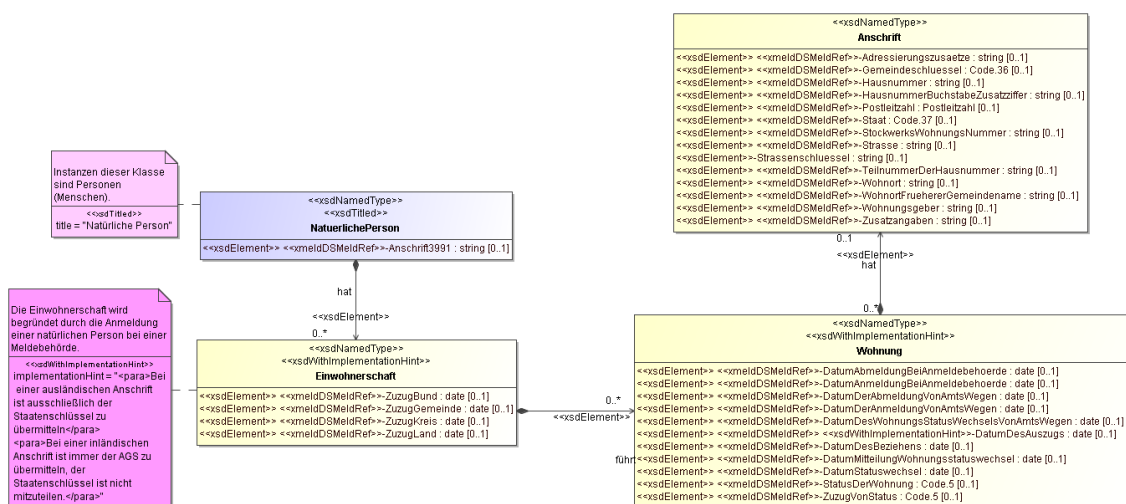 <<xsdNamedType>>
Anschrift
<<xsdElement>> <<xmeldDSMeldRef>>-Adressierungszusaetze : string [0..1]
<<xsdElement>> <<xmeldDSMeldRef>>-Gemeindeschluessel : Code.36 [0..1]
<<xsdElement>> <<xmeldDSMeldRef>>-Hausnummer : string [0..1]
<<xsdElement>> <<xmeldDSMeldRef>>-HausnummerBuchstabeZusatzziffer : string [0..1]
<<xsdElement>> <<xmeldDSMeldRef>>-Postleitzahl : Postleitzahl [0..1]
<<xsdElement>> <<xmeldDSMeldRef>>-Staat : Code.37 [0..1]
<<xsdElement>> <<xmeldDSMeldRef>>-StockwerksWohnungsNummer : string [0..1]
<<xsdElement>> <<xmeldDSMeldRef>>-Strasse : string [0..1]
<<xsdElement>>-Strassenschluessel : string [0..1]
<<xsdElement>> <<xmeldDSMeldRef>>-TeilnummerDerHausnummer : string [0..1]
<<xsdElement>> <<xmeldDSMeldRef>>-Wohnort : string [0..1]
<<xsdElement>> <<xmeldDSMeldRef>>-WohnortFruehererGemeindename : string [0..1]
<<xsdElement>> <<xmeldDSMeldRef>>-Wohnungsgeber : string [0..1]
<<xsdElement>> <<xmeldDSMeldRef>>-Zusatzangaben : string [0..1]
Instanzen dieser Klasse
sind Personen
(Menschen).
<<xsdTitled>>
title = "Natürliche Person"
<<xsdNamedType>>
<<xsdTitled>>
NatuerlichePerson
<<xsdElement>> <<xmeldDSMeldRef>>-Anschrift3991 : string [0..1]
0..1
<<xsdElement>>
hat
0..*
hat
<<xsdElement>>
0..*
Die Einwohnerschaft wird
begründet durch die Anmeldung
einer natürlichen Person bei einer
Meldebehörde.
<<xsdWithImplementationHint>>
implementationHint = "<para>Bei
einer ausländischen Anschrift
ist ausschließlich der
Staatenschlüssel zu
übermitteln</para>
<para>Bei einer inländischen
Anschrift ist immer der AGS zu
übermitteln, der
Staatenschlüssel ist nicht
mitzuteilen.</para>"
<<xsdNamedType>>
<<xsdWithImplementationHint>>
Einwohnerschaft
<<xsdElement>> <<xmeldDSMeldRef>>-ZuzugBund : date [0..1]
<<xsdElement>> <<xmeldDSMeldRef>>-ZuzugGemeinde : date [0..1]
<<xsdElement>> <<xmeldDSMeldRef>>-ZuzugKreis : date [0..1]
<<xsdElement>> <<xmeldDSMeldRef>>-ZuzugLand : date [0..1]
0..*
<<xsdElement>>
führt
<<xsdNamedType>>
<<xsdWithImplementationHint>>
Wohnung
<<xsdElement>> <<xmeldDSMeldRef>>-DatumAbmeldungBeiAnmeldebehoerde : date [0..1]
<<xsdElement>> <<xmeldDSMeldRef>>-DatumAnmeldungBeiAnmeldebehoerde : date [0..1]
<<xsdElement>> <<xmeldDSMeldRef>>-DatumDerAbmeldungVonAmtsWegen : date [0..1]
<<xsdElement>> <<xmeldDSMeldRef>>-DatumDerAnmeldungVonAmtsWegen : date [0..1]
<<xsdElement>> <<xmeldDSMeldRef>>-DatumDesWohnungsStatusWechselsVonAmtsWegen : date [0..1]
<<xsdElement>> <<xmeldDSMeldRef>> <<xsdWithImplementationHint>>-DatumDesAuszugs : date [0..1]
<<xsdElement>> <<xmeldDSMeldRef>>-DatumDesBeziehens : date [0..1]
<<xsdElement>> <<xmeldDSMeldRef>>-DatumMitteilungWohnungsstatuswechsel : date [0..1]
<<xsdElement>> <<xmeldDSMeldRef>>-DatumStatuswechsel : date [0..1]
<<xsdElement>> <<xmeldDSMeldRef>>-StatusDerWohnung : Code.5 [0..1]
<<xsdElement>> <<xmeldDSMeldRef>>-ZuzugVonStatus : Code.5 [0..1]